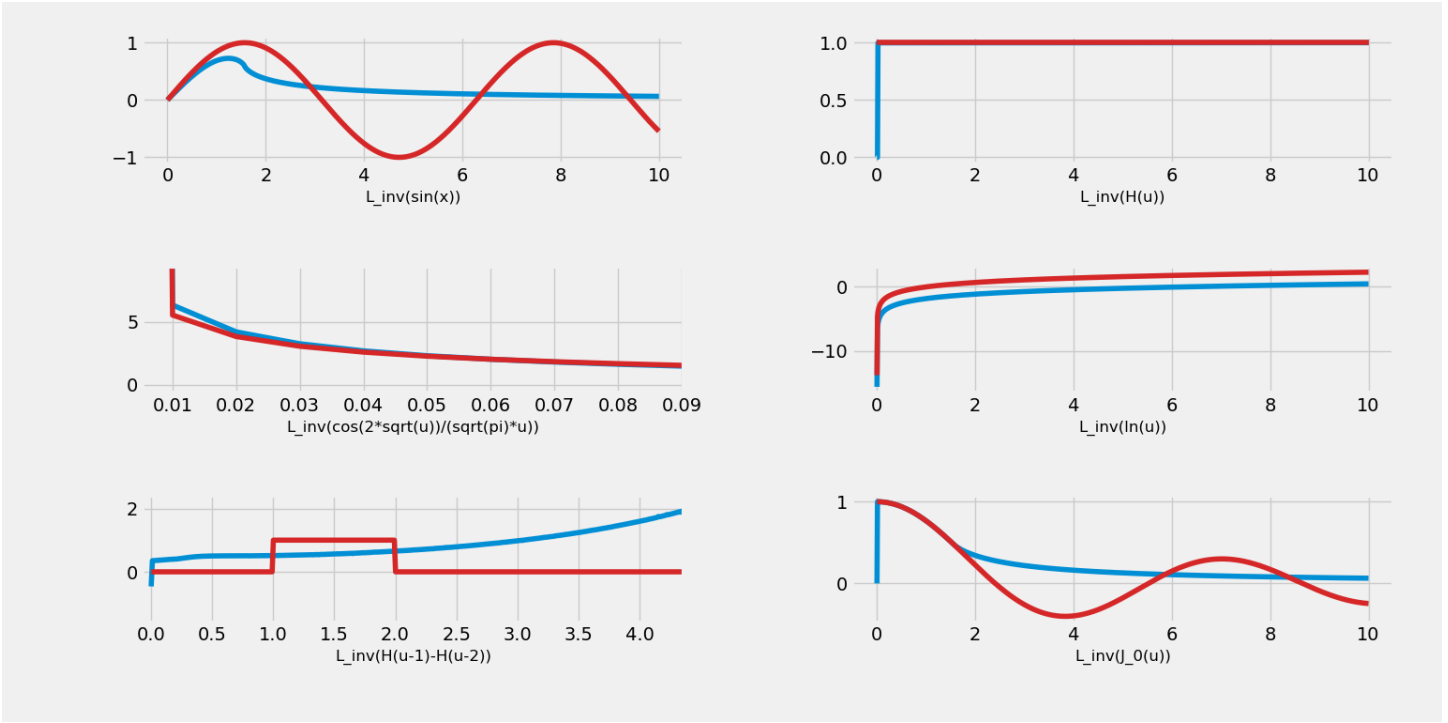 1
0
−1
0 2 4 6 8 10
L_inv(sin(x))
1.0
0.5
0.0
0 2 4 6 8 10
L_inv(H(u))
5
0
0.01 0.02 0.03 0.04 0.05 0.06 0.07 0.08 0.09
L_inv(cos(2*sqrt(u))/(sqrt(pi)*u))
0
−10
0 2 4 6 8 10
L_inv(ln(u))
2
0
0.0 0.5 1.0 1.5 2.0 2.5 3.0 3.5 4.0
L_inv(H(u-1)-H(u-2))
1
0
0 2 4 6 8 10
L_inv(J_0(u))